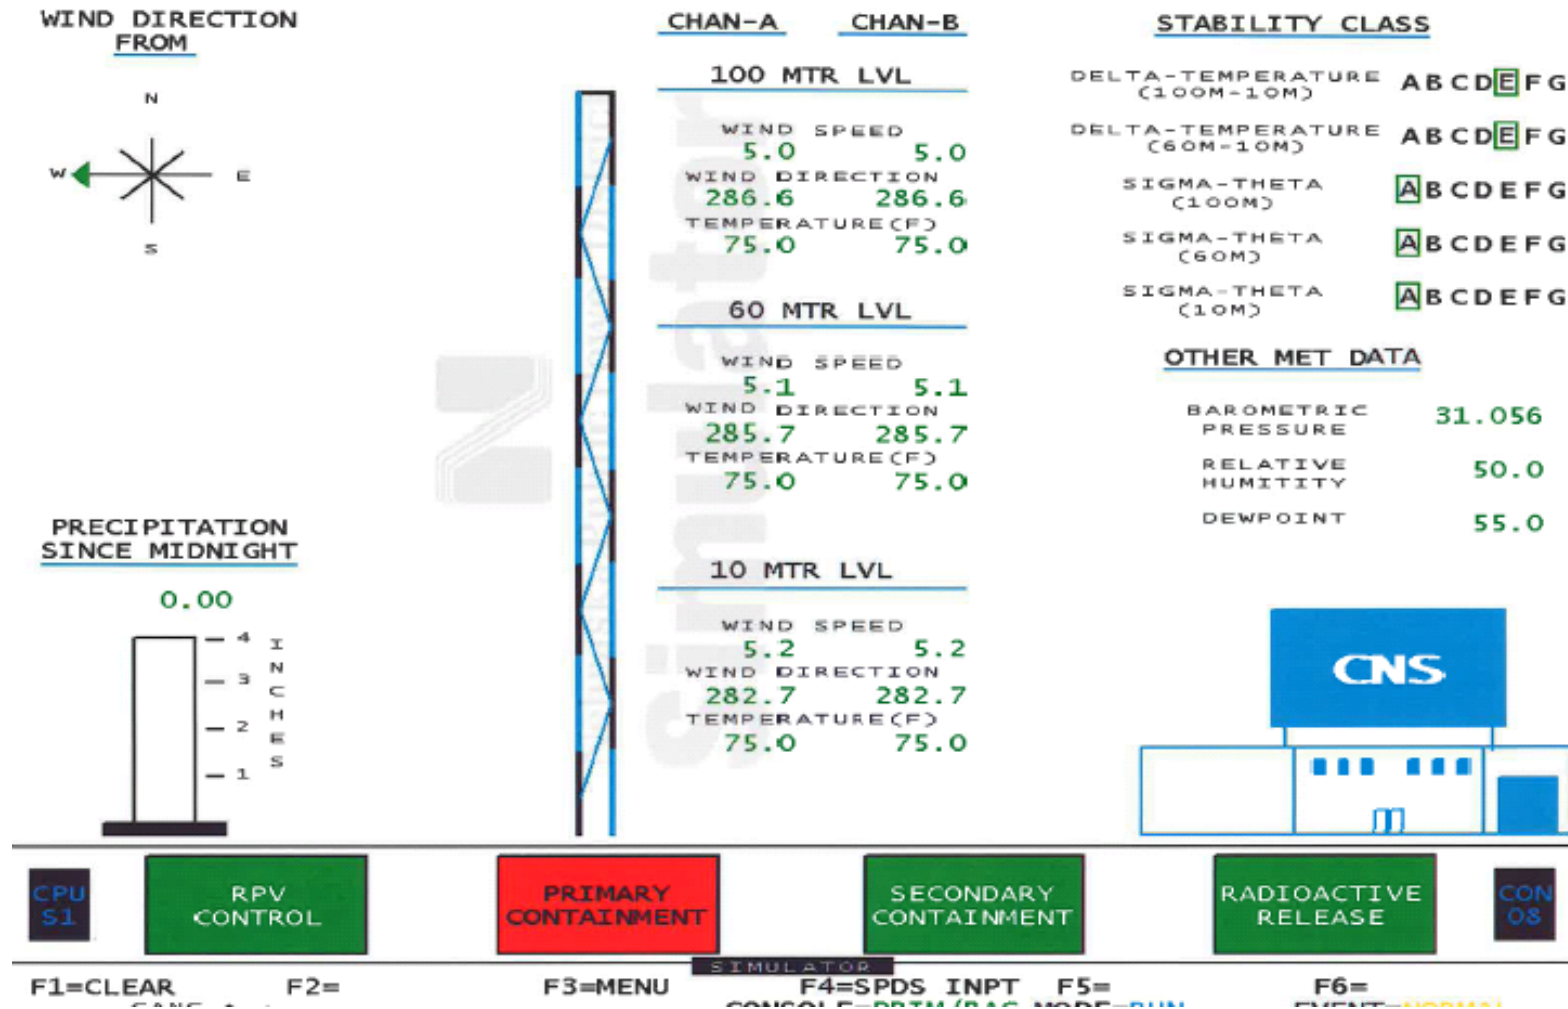 WIND DIRECTION
FROM
N
W E
S
PRECIPITATION
SINCE MIDNIGHT
0.00
4
3
2
1
INCHES
CHAN-A CHAN-B
100 MTR LVL
WIND SPEED
5.0 5.0
WIND DIRECTION
286.6 286.6
TEMPERATURE(F)
75.0 75.0
60 MTR LVL
WIND SPEED
5.1 5.1
WIND DIRECTION
285.7 285.7
TEMPERATURE(F)
75.0 75.0
10 MTR LVL
WIND SPEED
5.2 5.2
WIND DIRECTION
282.7 282.7
TEMPERATURE(F)
75.0 75.0
Simulator
STABILITY CLASS
DELTA-TEMPERATURE A B C D E F G
(100M-10M)
DELTA-TEMPERATURE A B C D E F G
(60M-10M)
SIGMA-THETA A B C D E F G
(100M)
SIGMA-THETA A B C D E F G
(60M)
SIGMA-THETA A B C D E F G
(10M)
OTHER MET DATA
BAROMETRIC 31.056
PRESSURE
RELATIVE 50.0
HUMITITY
DEWPOINT 55.0
CNS
CPU
S1
RPV
CONTROL
PRIMARY
CONTAINMENT
SECONDARY
CONTAINMENT
RADIOACTIVE
RELEASE
CON
08
SIMULATOR
F1=CLEAR F2= F3=MENU F4=SPDS INPT F5= F6=